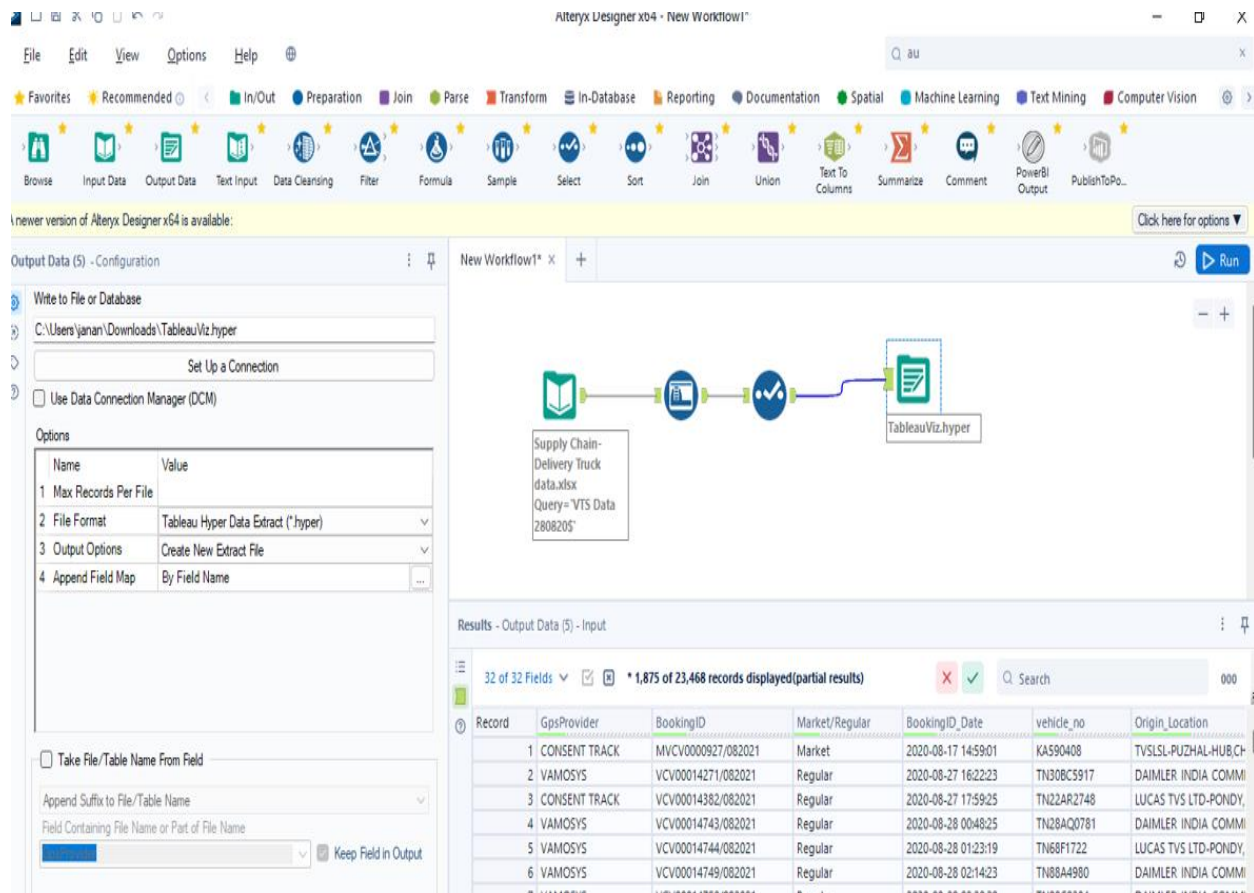 Alteryx Designer x64 - New Workflow1*
File Edit View Options Help
au
Favorites Recommended In/Out Preparation Join Parse Transform In-Database Reporting Documentation Spatial Machine Learning Text Mining Computer Vision
Browse Input Data Output Data Text Input Data Cleansing Filter Formula Sample Select Sort Join Union Text To Columns Summarize Comment PowerBI Output PublishToPo...
A newer version of Alteryx Designer x64 is available:
Click here for options ▼
Output Data (5) - Configuration
New Workflow1*
Run
Write to File or Database
C:\Users\janan\Downloads\TableauViz.hyper
Set Up a Connection
Use Data Connection Manager (DCM)
Options
Name Value
1 Max Records Per File
2 File Format Tableau Hyper Data Extract (*.hyper)
3 Output Options Create New Extract File
4 Append Field Map By Field Name ...
Take File/Table Name From Field
Append Suffix to File/Table Name
Field Containing File Name or Part of File Name
GpsProvider
Keep Field in Output
Supply Chain-
Delivery Truck
data.xlsx
Query=`VTS Data
280820$`
TableauViz.hyper
Results - Output Data (5) - Input
32 of 32 Fields * 1,875 of 23,468 records displayed(partial results) Search 000
Record GpsProvider BookingID Market/Regular BookingID_Date vehicle_no Origin_Location
1 CONSENT TRACK MVCV0000927/082021 Market 2020-08-17 14:59:01 KA590408 TVSLSL-PUZHAL-HUB,CH
2 VAMOSYS VCV00014271/082021 Regular 2020-08-27 16:22:23 TN30BC5917 DAIMLER INDIA COMM
3 CONSENT TRACK VCV00014382/082021 Regular 2020-08-27 17:59:25 TN22AR2748 LUCAS TVS LTD-PONDY,
4 VAMOSYS VCV00014743/082021 Regular 2020-08-28 00:48:25 TN28AQ0781 DAIMLER INDIA COMM
5 VAMOSYS VCV00014744/082021 Regular 2020-08-28 01:23:19 TN68F1722 LUCAS TVS LTD-PONDY,
6 VAMOSYS VCV00014749/082021 Regular 2020-08-28 02:14:23 TN88A4980 DAIMLER INDIA COMM